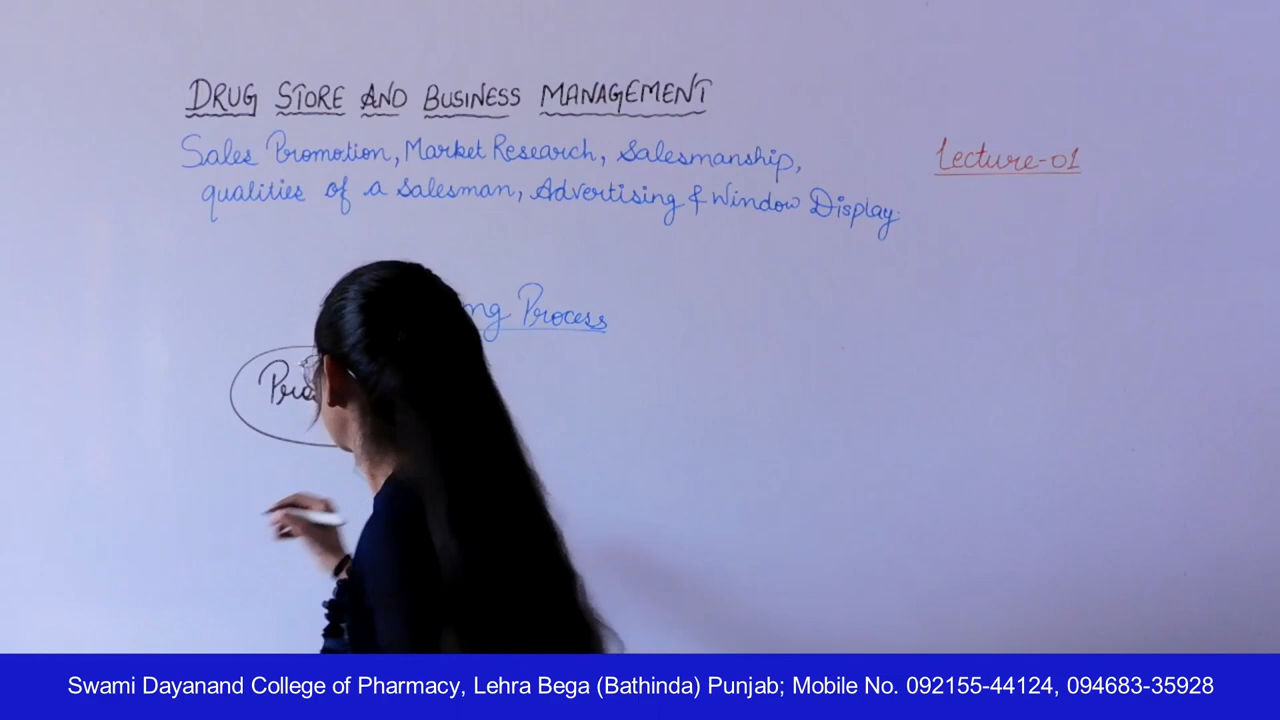 DRUG STORE AND BUSINESS MANAGEMENT
Sales Promotion, Market Research, Salesmanship,
qualities of a Salesman, Advertising & Window Display.
Lecture-01
Process
Swami Dayanand College of Pharmacy, Lehra Bega (Bathinda) Punjab; Mobile No. 092155-44124, 094683-35928